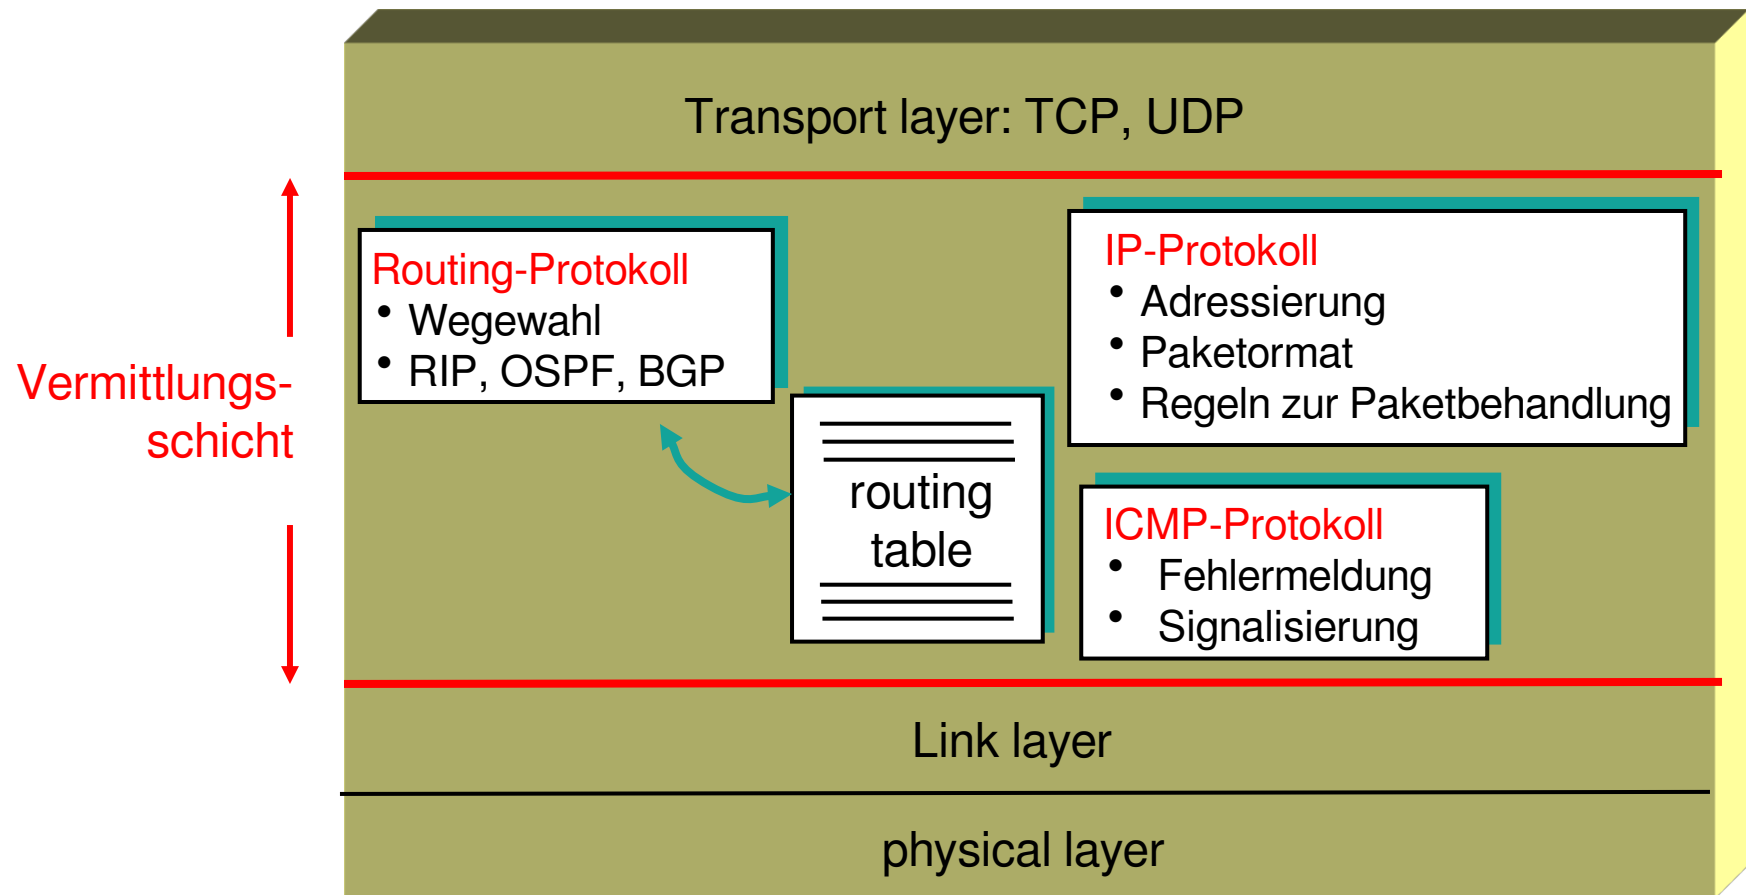 Transport layer: TCP, UDP
Vermittlungs-
schicht
Routing-Protokoll
• Wegewahl
• RIP, OSPF, BGP
routing
table
IP-Protokoll
• Adressierung
• Paketormat
• Regeln zur Paketbehandlung
ICMP-Protokoll
• Fehlermeldung
• Signalisierung
Link layer
physical layer